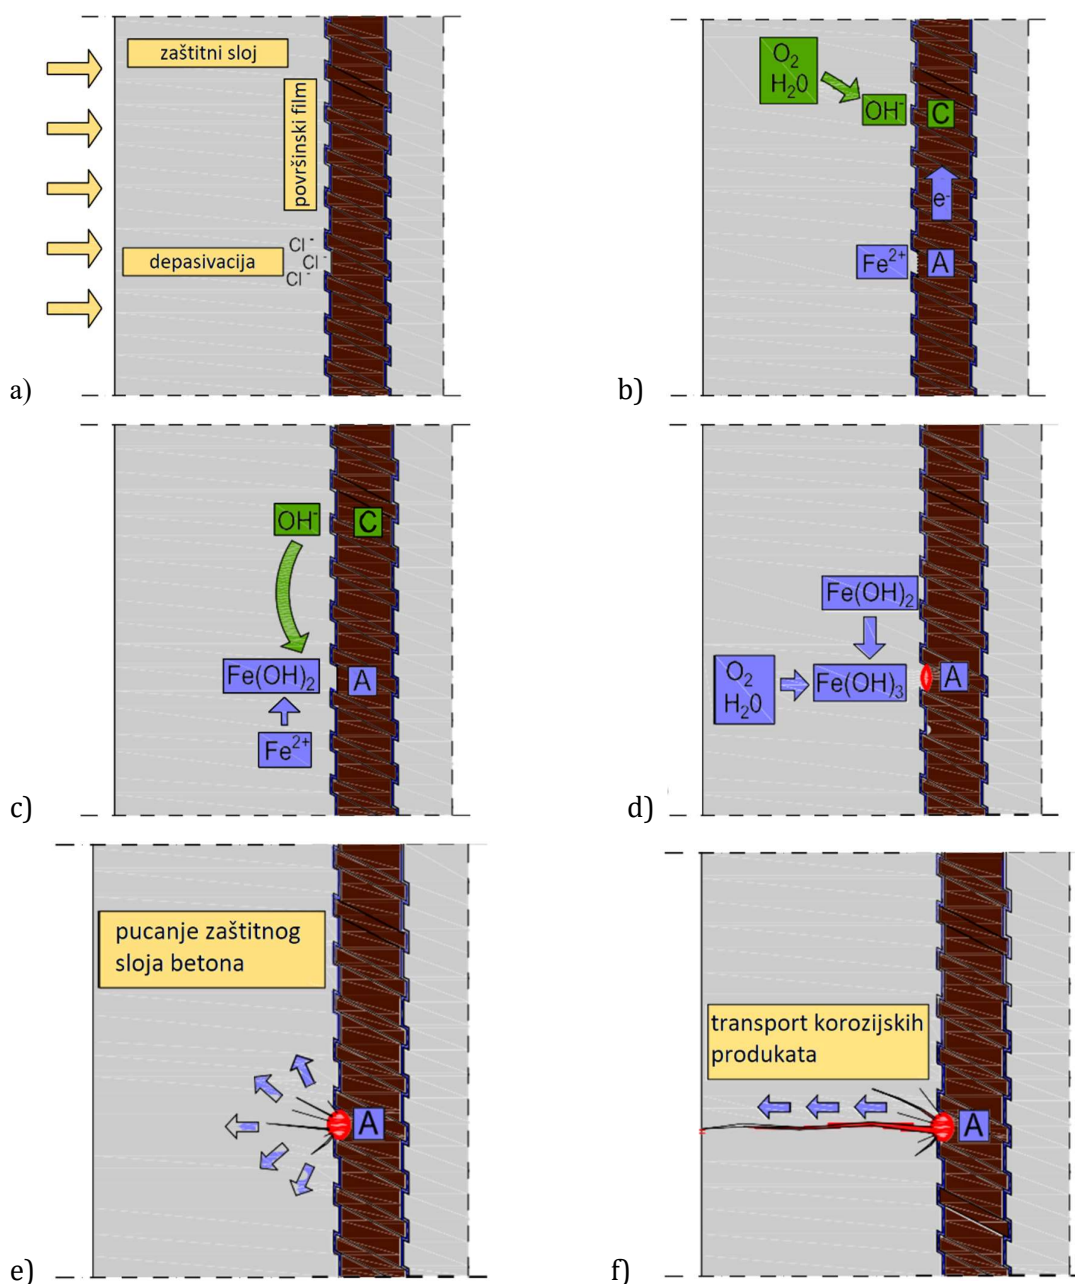 zaštitni sloj
površinski film
depasivacija
Cl⁻
Cl⁻
Cl⁻
a)
O₂
H₂0
OH⁻
C
e⁻
Fe²⁺
A
b)
OH⁻
C
Fe(OH)₂
A
Fe²⁺
c)
Fe(OH)₂
O₂
H₂0
Fe(OH)₃
A
d)
pucanje zaštitnog
sloja betona
A
e)
transport korozijskih
produkata
A
f)